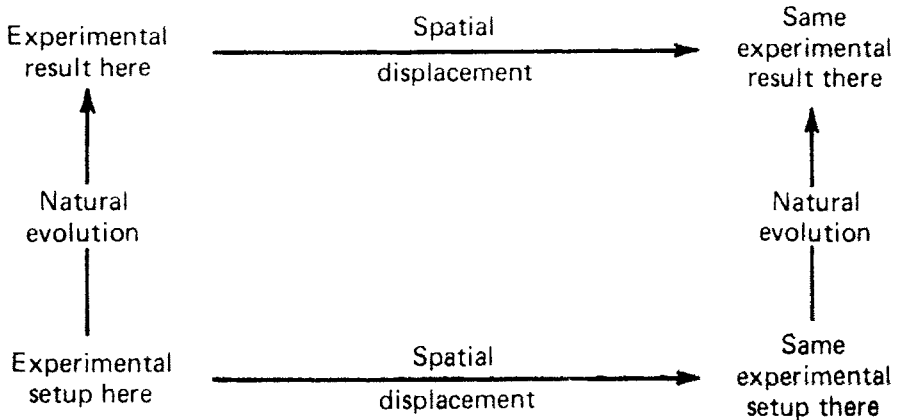 Experimental
result here
Spatial
displacement
Same
experimental
result there
Natural
evolution
Natural
evolution
Experimental
setup here
Spatial
displacement
Same
experimental
setup there